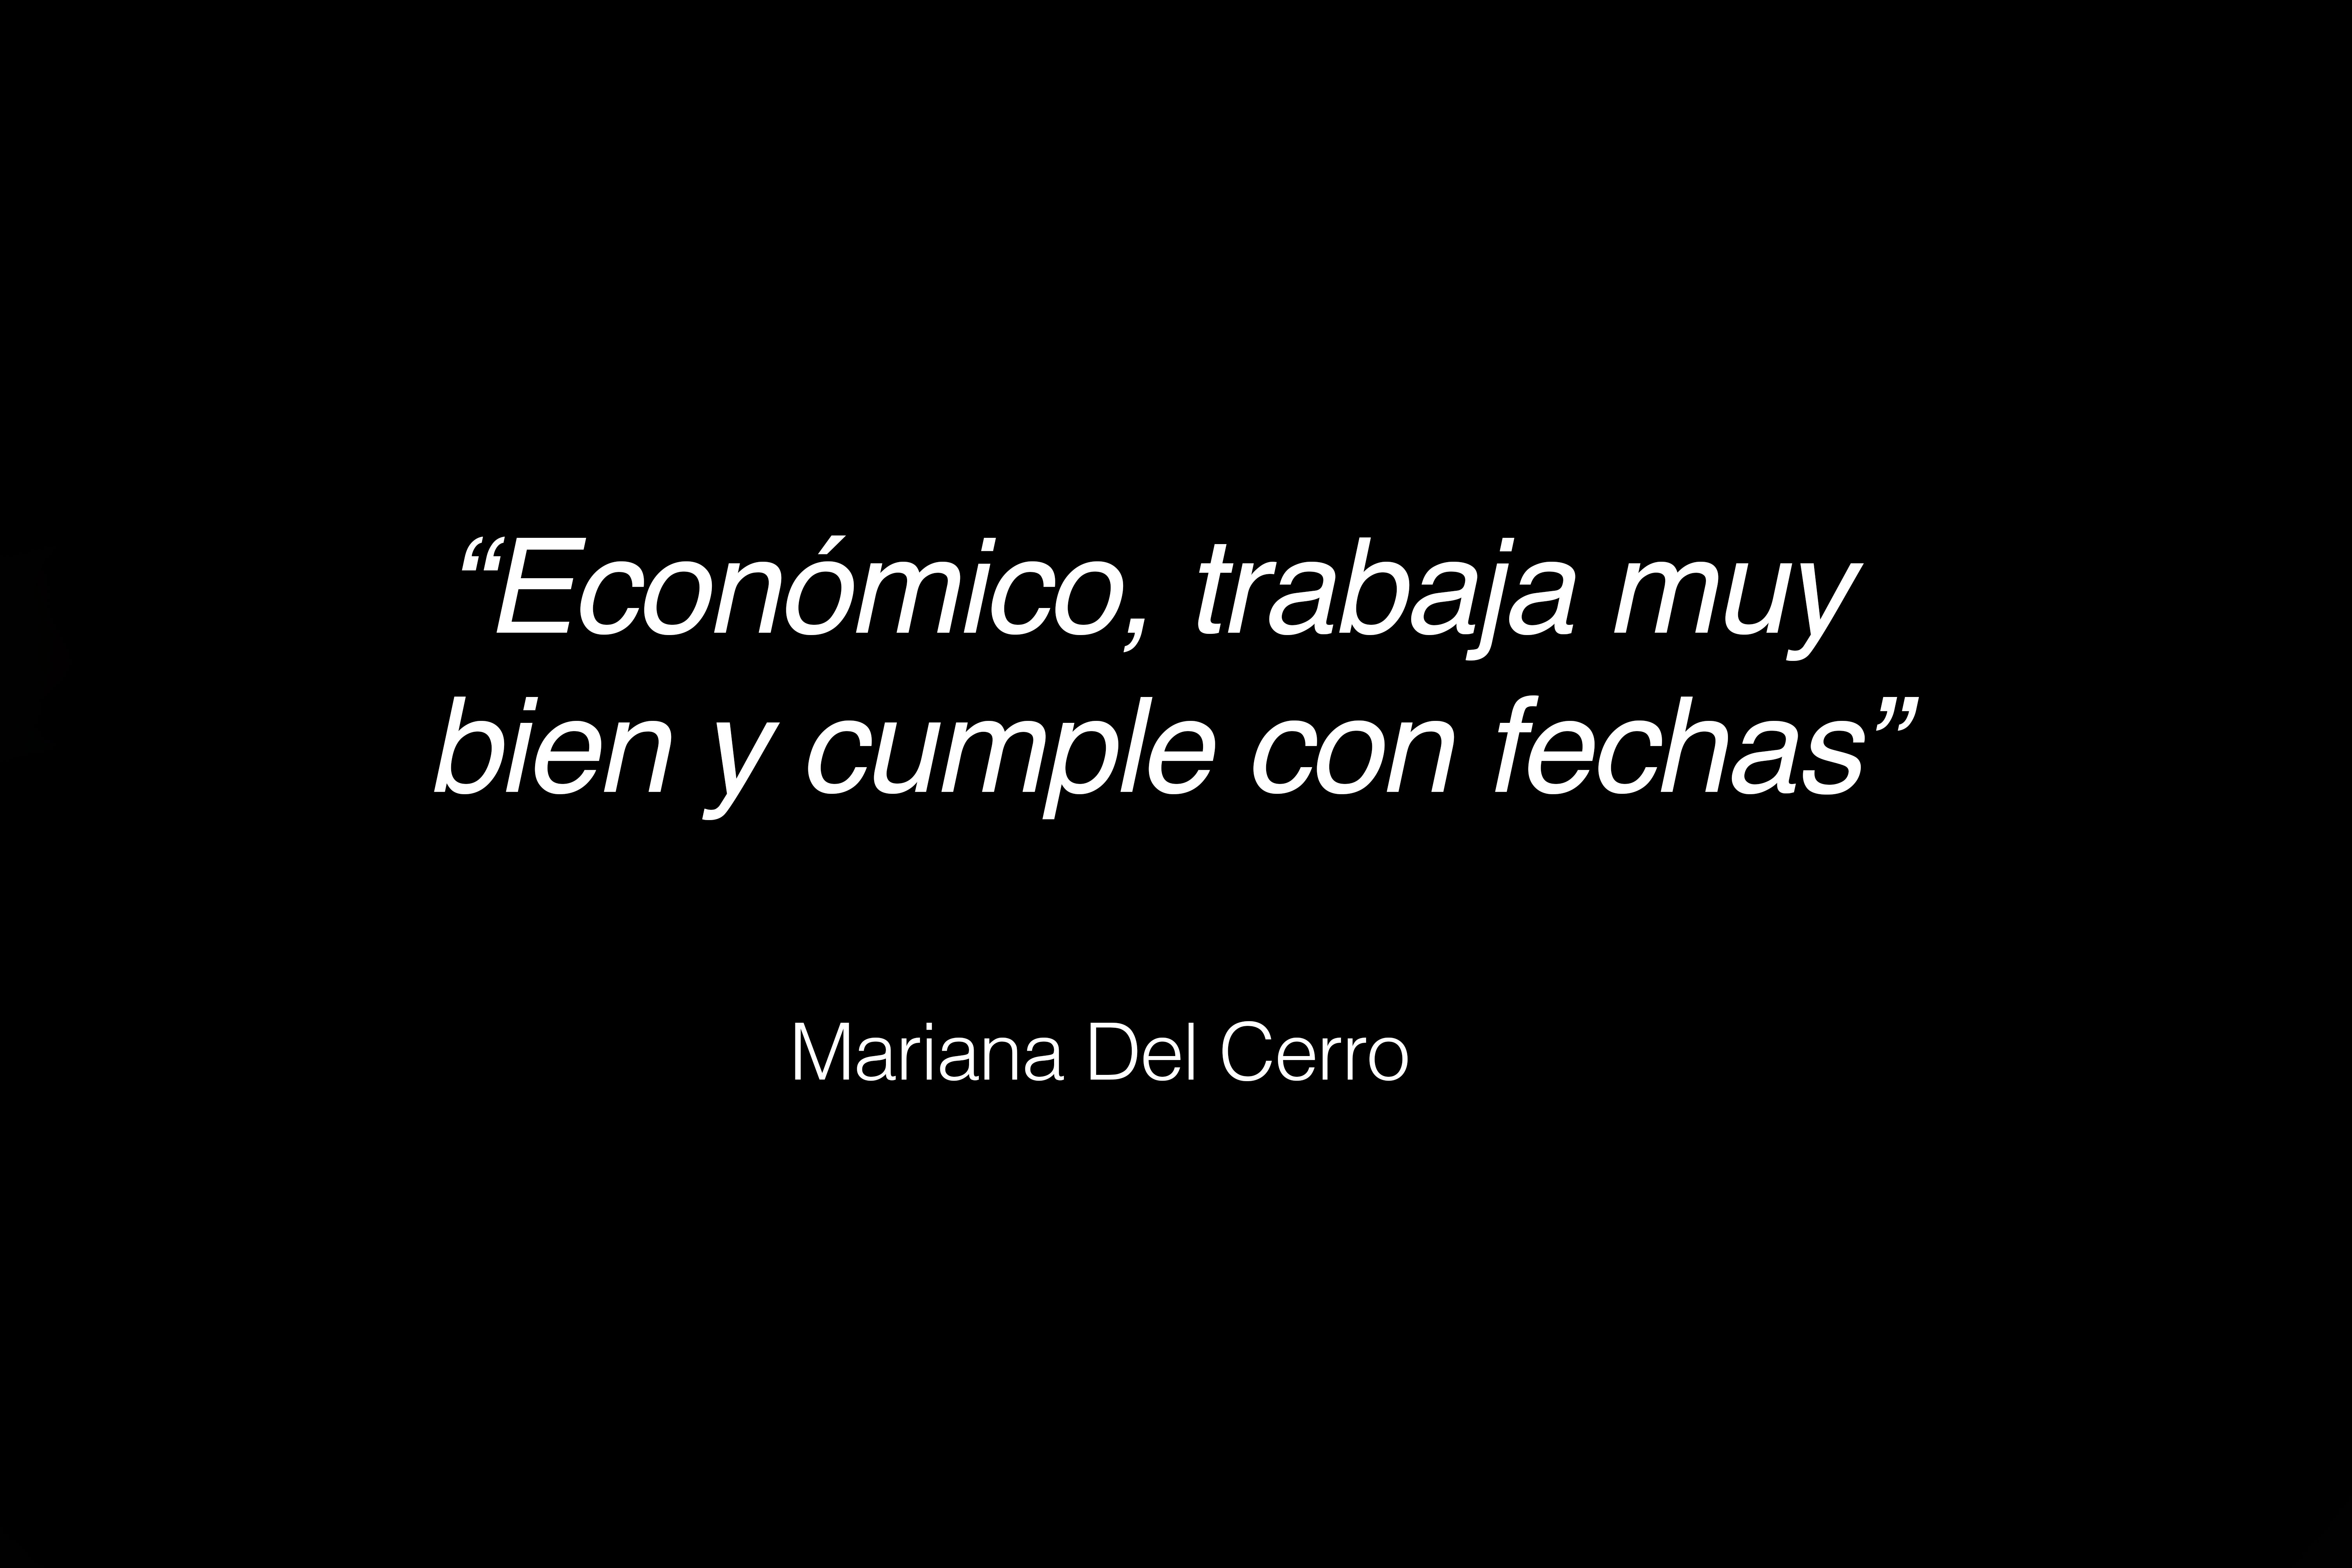 “Económico, trabaja muy
bien y cumple con fechas”
Mariana Del Cerro